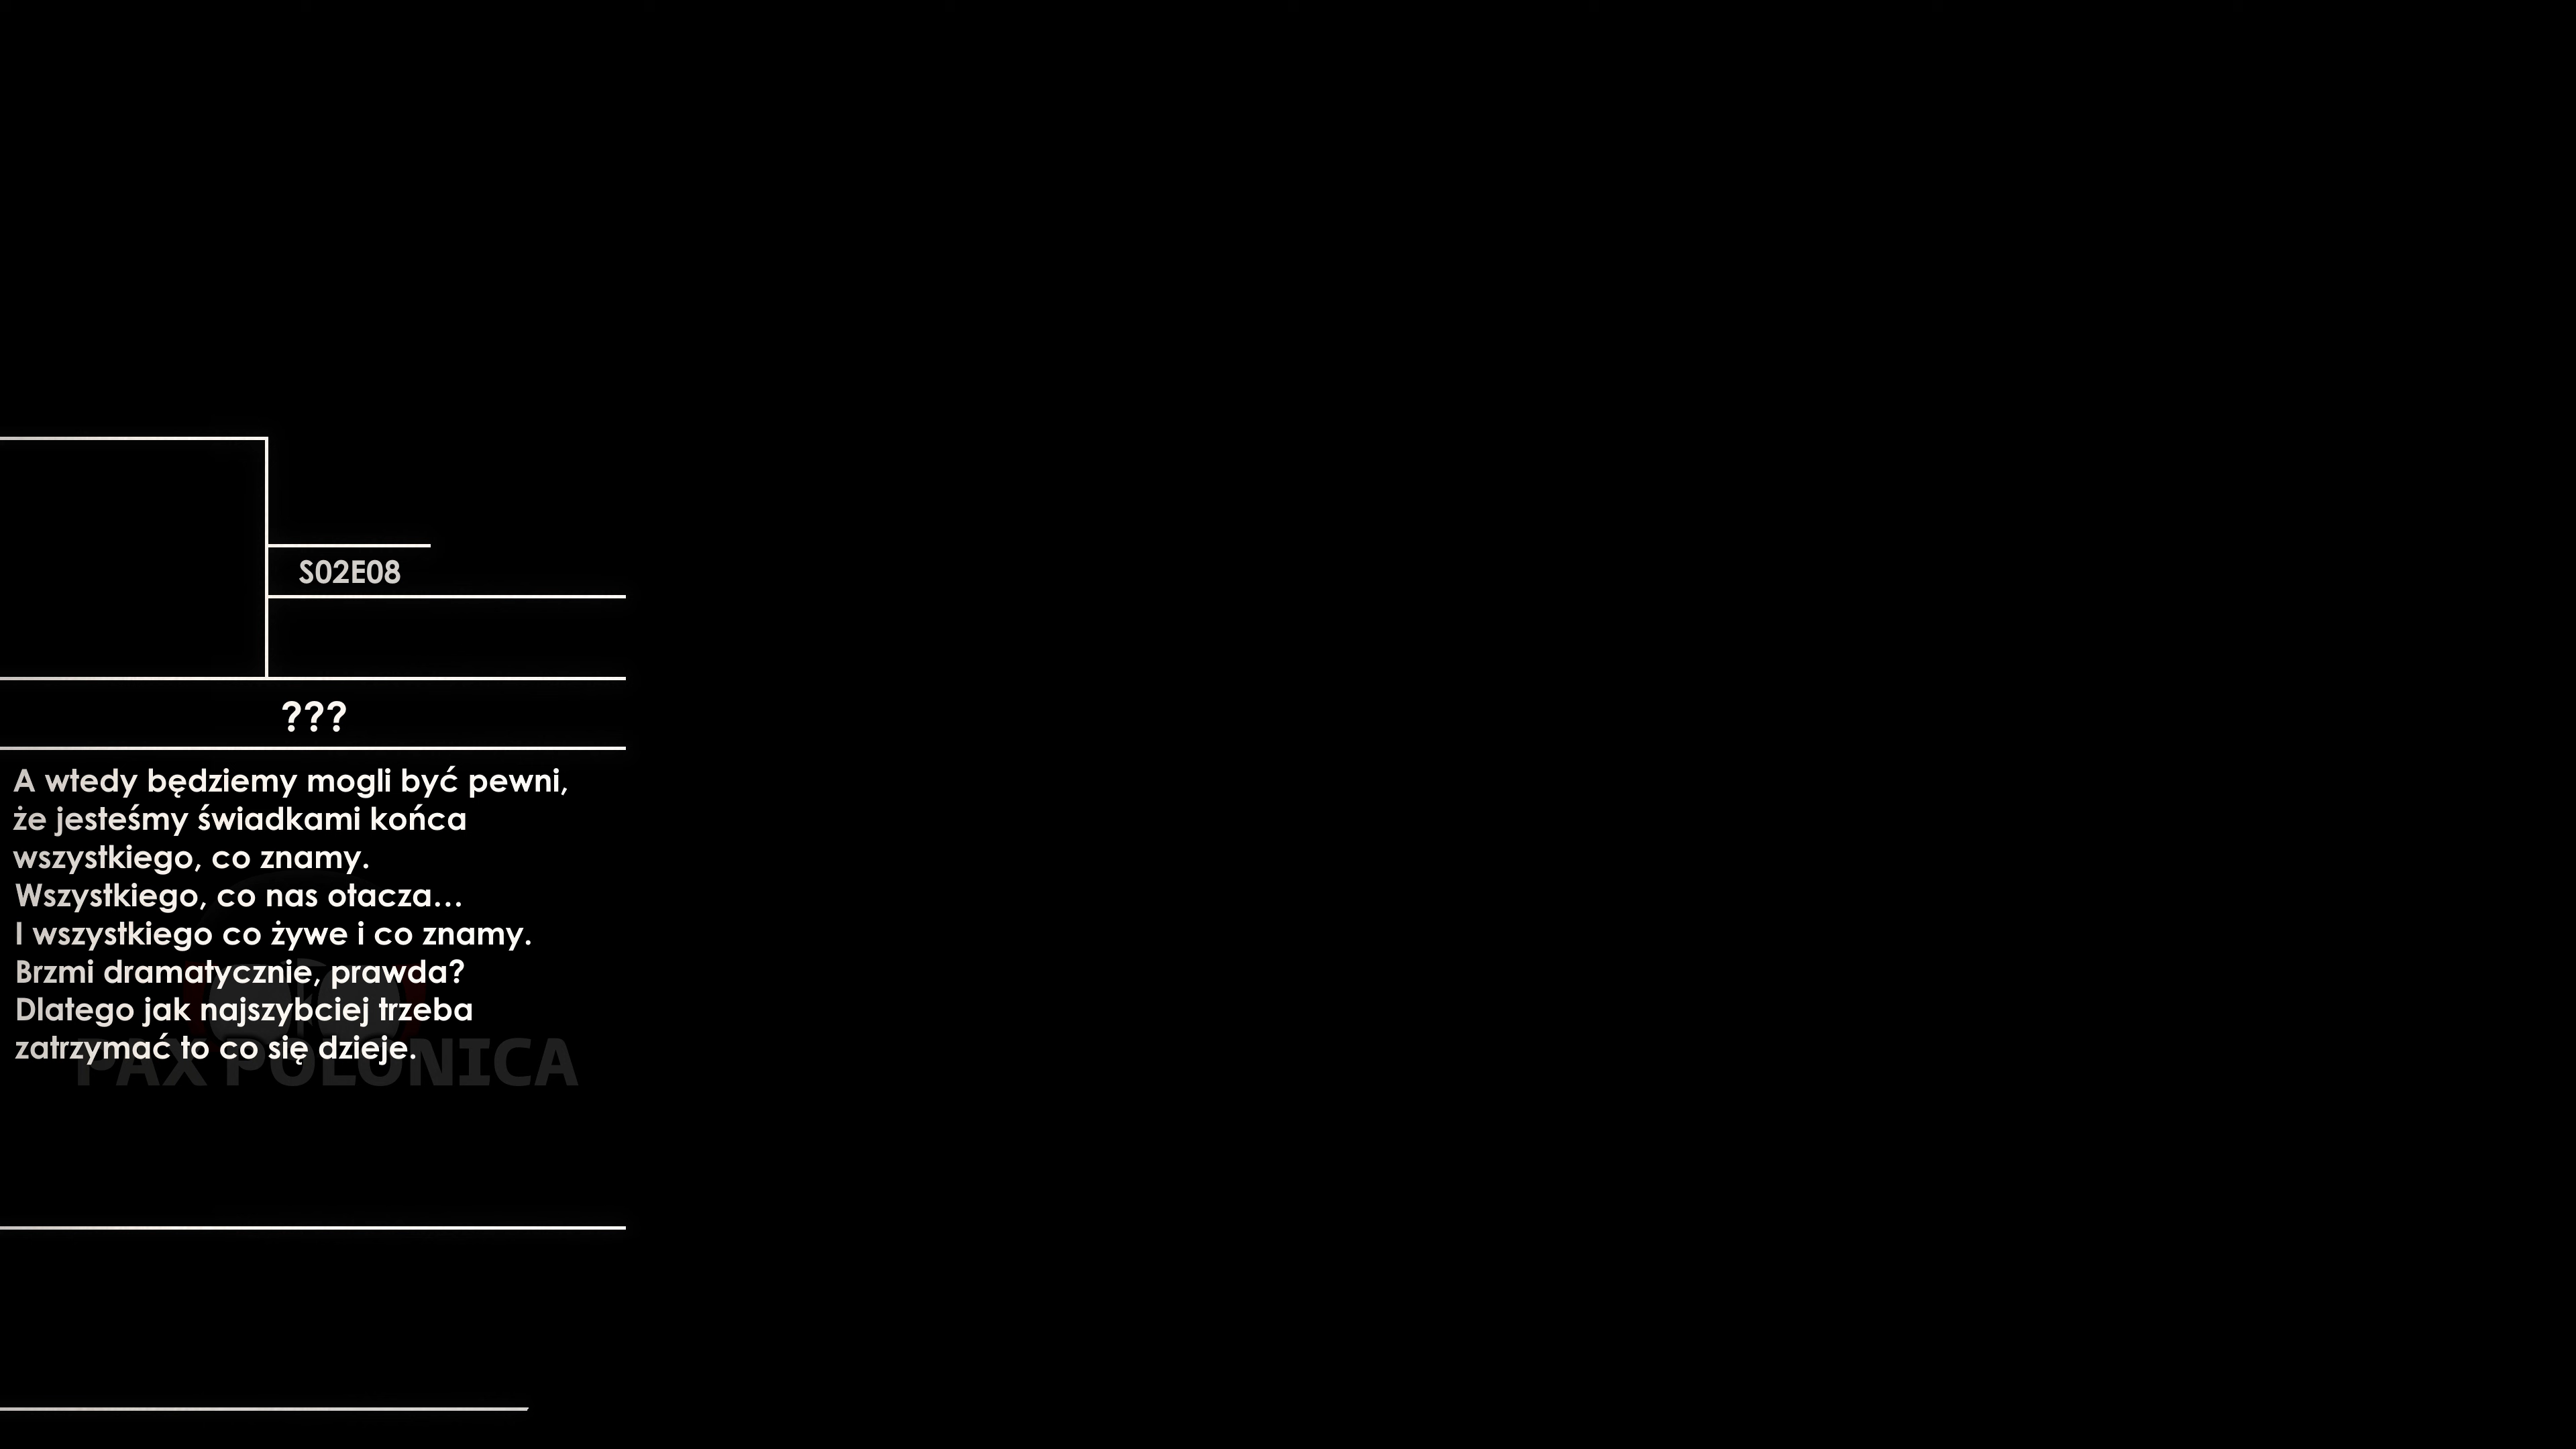 S02E08
???
A wtedy będziemy mogli być pewni,
że jesteśmy świadkami końca
wszystkiego, co znamy.
Wszystkiego, co nas otacza...
I wszystkiego co żywe i co znamy.
Brzmi dramatycznie, prawda?
Dlatego jak najszybciej trzeba
zatrzymać to co się dzieje.
PAX POLONICA